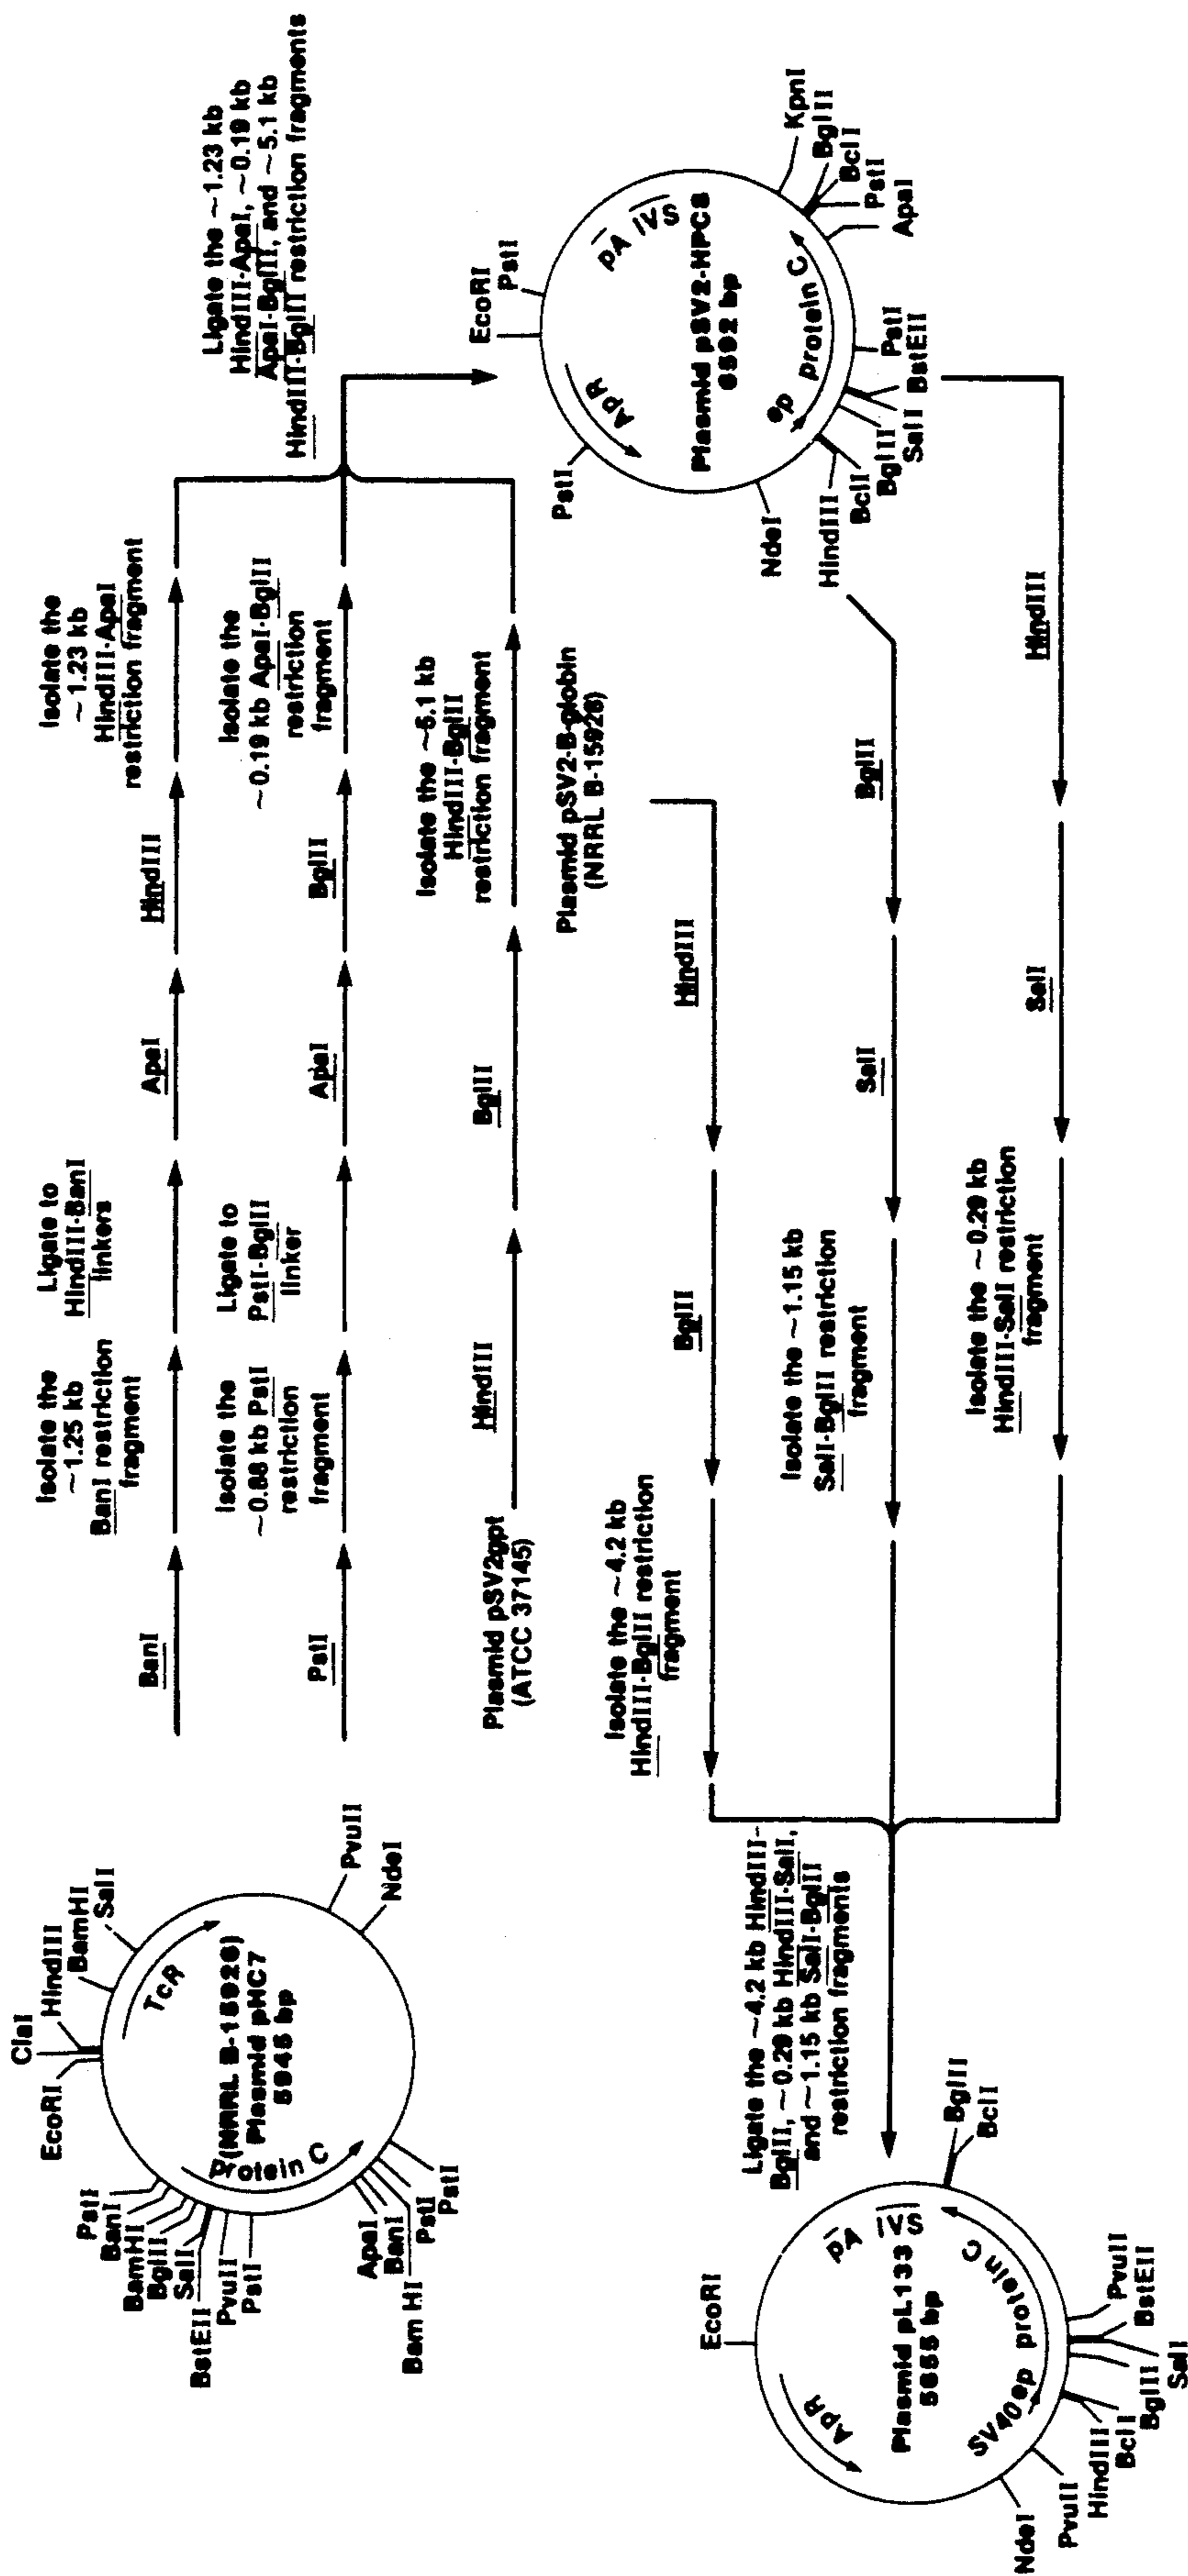 ClaI
EcoRI
HindIII
BamHI
SalI
PstI
BanI
BamHI
BglII
SalI
BstEII
PvuII
PstI
TcR
(NRRL B-15926)
Plasmid pHC7
5945 bp
Protein C
PvuII
NdeI
ApaI
BanI
Bam HI
PstI
PstI
BanI
Isolate the
~1.25 kb
BanI restriction
fragment
Ligate to
HindIII-BanI
linkers
ApaI
HindIII
Isolate the
~1.23 kb
HindIII-ApaI
restriction fragment
PstI
Isolate the
~0.88 kb PstI
restriction
fragment
Ligate to
PstI-BglII
linker
ApaI
BglII
Isolate the
~0.19 kb ApaI-BglII
restriction
fragment
Plasmid pSV2gpt
(ATCC 37145)
HindIII
BglII
Isolate the ~5.1 kb
HindIII-BglII
restriction fragment
Ligate the ~1.23 kb
HindIII-ApaI, ~0.19 kb
ApaI-BglII, and ~5.1 kb
HindIII-BglII restriction fragments
EcoRI
PstI
PstI
ApR
pA
SVI
Plasmid pSV2-HPC8
6592 bp
ep
protein C
NdeI
HindIII
BclI
BglII
SalI
BstEII
PstI
ApaI
PstI
BclI
BglII
KpnI
Plasmid pSV2-B-globin
(NRRL B-15928)
HindIII
BglII
Isolate the ~4.2 kb
HindIII-BglII restriction
fragment
BglII
SalI
Isolate the ~1.15 kb
SalI-BglII restriction
fragment
HindIII
SalI
Isolate the ~0.29 kb
HindIII-SalI restriction
fragment
Ligate the ~4.2 kb HindIII-
BglII, ~0.29 kb HindIII-SalI,
and ~1.15 kb SalI-BglII
restriction fragments
EcoRI
ApR
pA
SVI
Plasmid pL133
5655 bp
SV40ep
protein C
NdeI
PvuII
HindIII
BclI
BglII
SalI
BstEII
PvuII
BglII
BclI